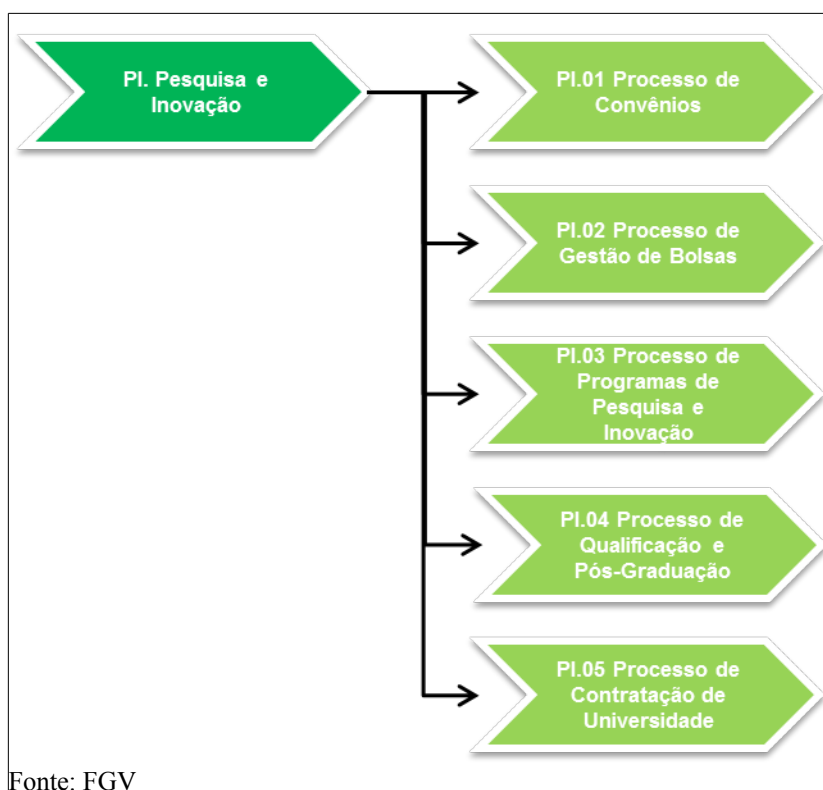 PI. Pesquisa e
Inovação
PI.01 Processo de
Convênios
PI.02 Processo de
Gestão de Bolsas
PI.03 Processo de
Programas de
Pesquisa e
Inovação
PI.04 Processo de
Qualificação e
Pós-Graduação
PI.05 Processo de
Contratação de
Universidade
Fonte: FGV